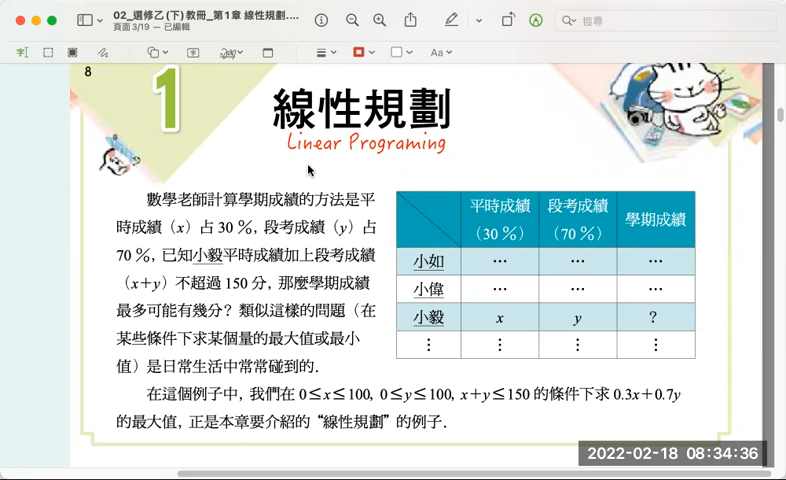 02_選修乙(下)教冊_第1章 線性規劃....
頁面 3/19 — 已編輯
搜尋
Aa
8
1
線性規劃
Linear Programing
數學老師計算學期成績的方法是平
時成績（x）占 30 %，段考成績（y）占
70 %，已知小毅平時成績加上段考成績
（x+y）不超過 150 分，那麼學期成績
最多可能有幾分？類似這樣的問題（在
某些條件下求某個量的最大值或最小
值）是日常生活中常常碰到的．
平時成績（30 %） 段考成績（70 %） 學期成績
小如 … … …
小偉 … … …
小毅 x y ？
⋮ ⋮ ⋮ ⋮
在這個例子中，我們在 0≤x≤100, 0≤y≤100, x+y≤150 的條件下求 0.3x+0.7y
的最大值，正是本章要介紹的“線性規劃”的例子．
2022-02-18 08:34:36